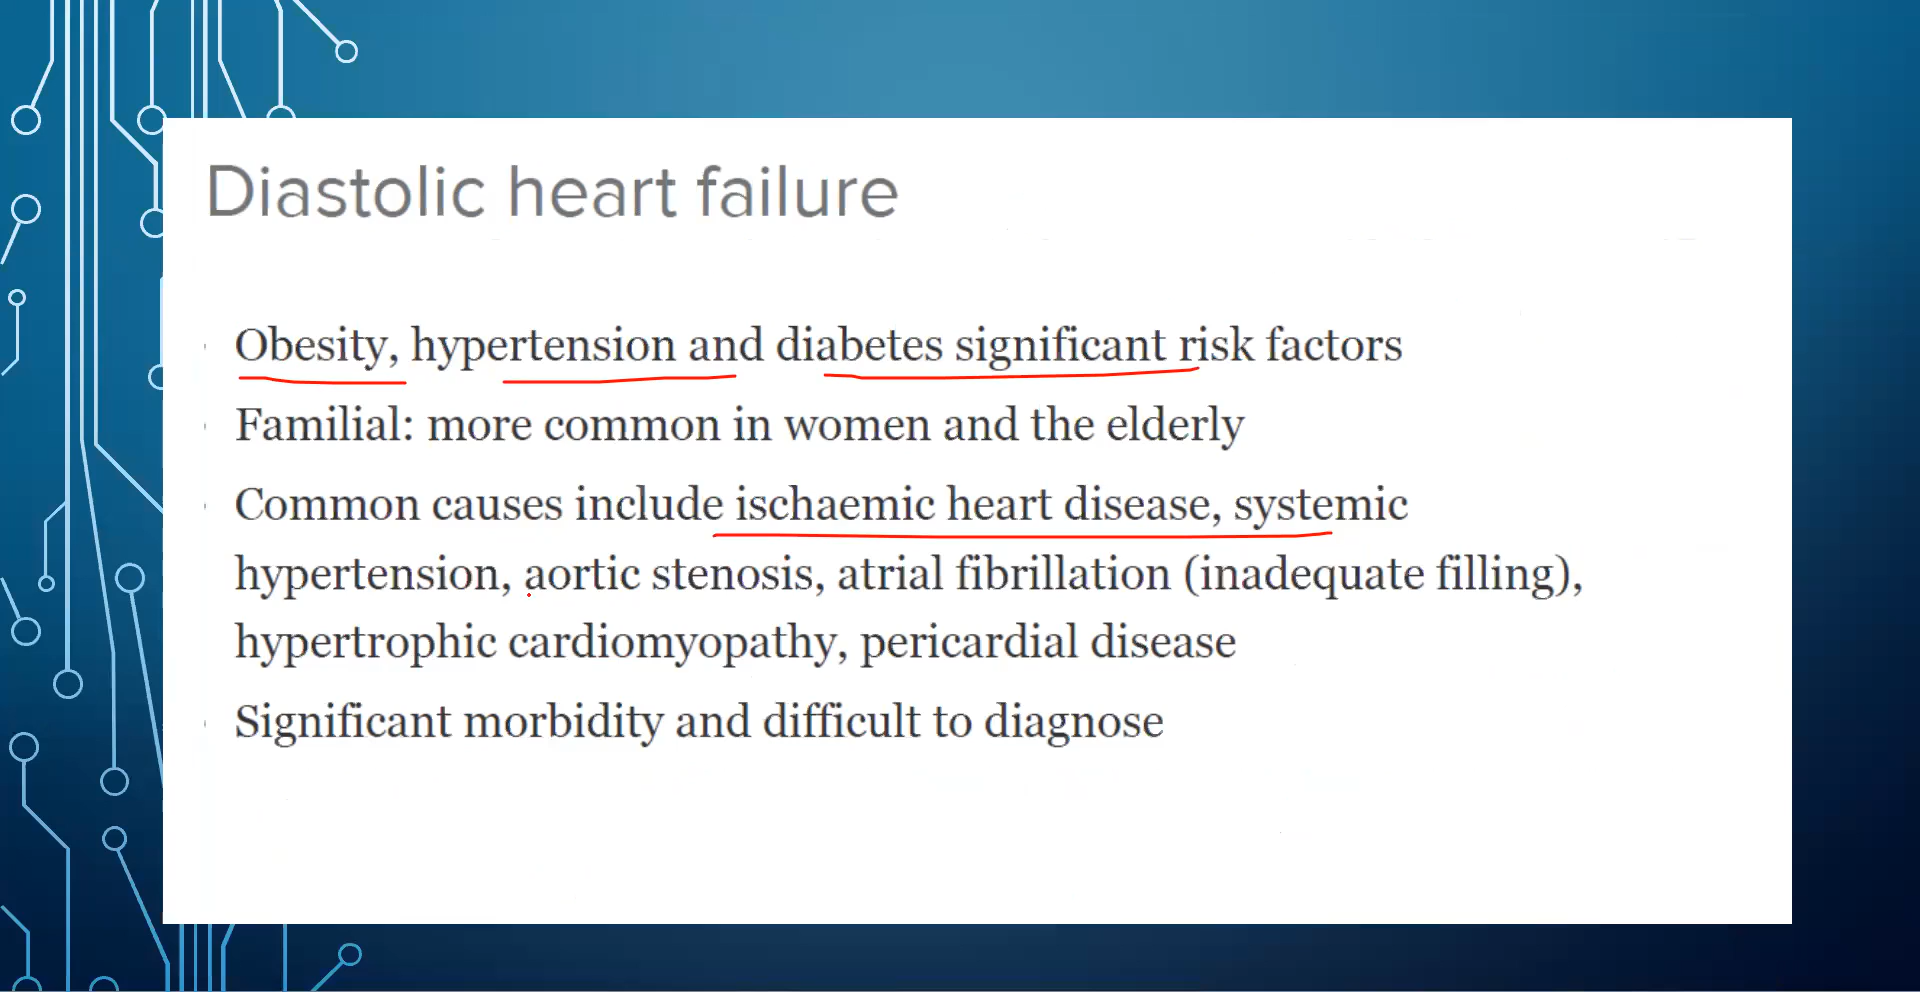 Diastolic heart failure
Obesity, hypertension and diabetes significant risk factors
Familial: more common in women and the elderly
Common causes include ischaemic heart disease, systemic
hypertension, aortic stenosis, atrial fibrillation (inadequate filling),
hypertrophic cardiomyopathy, pericardial disease
Significant morbidity and difficult to diagnose